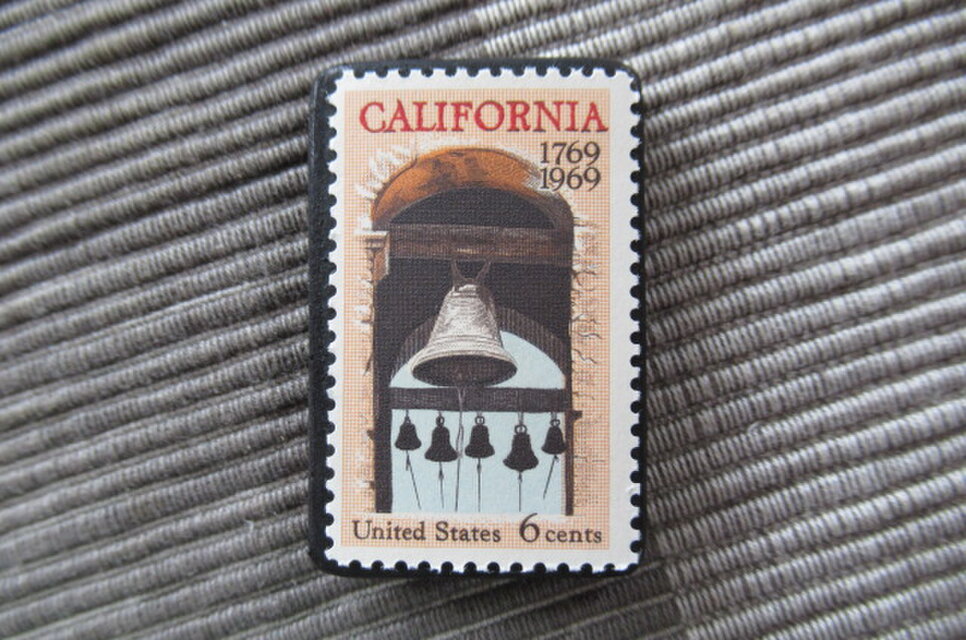 CALIFORNIA
1769
1969
United States 6 cents